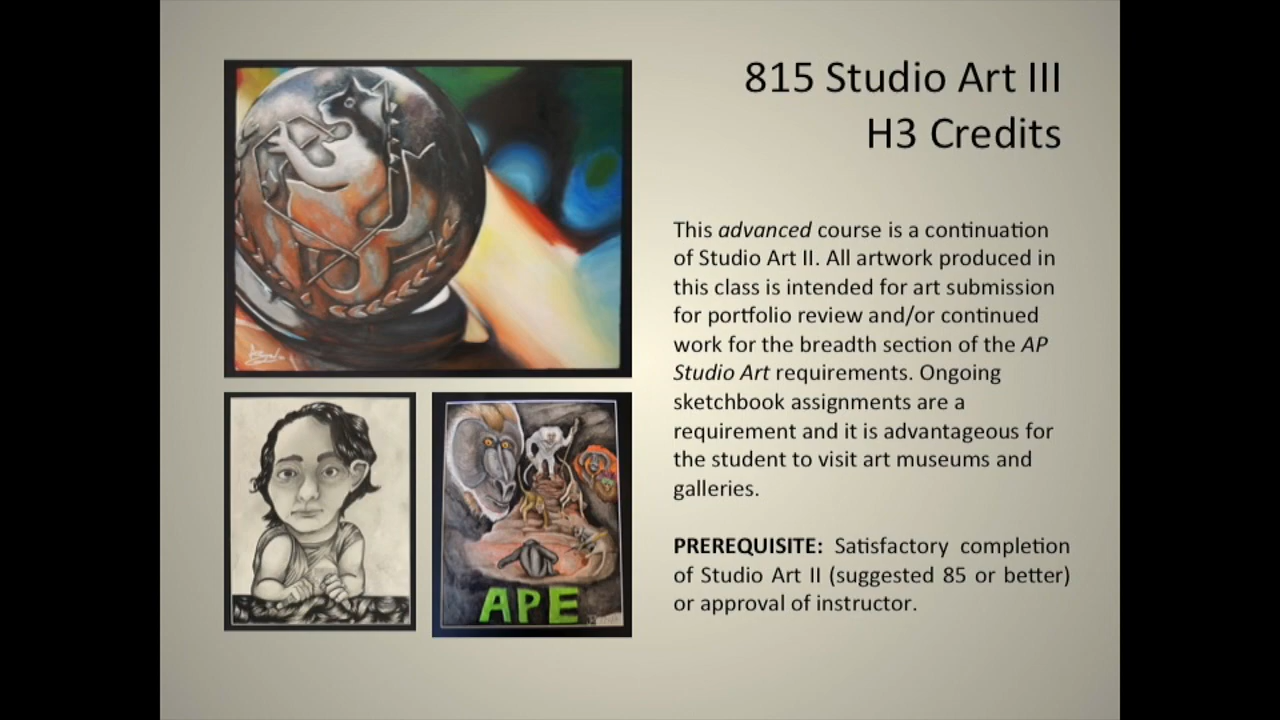 815 Studio Art III
H3 Credits
This advanced course is a continuation
of Studio Art II. All artwork produced in
this class is intended for art submission
for portfolio review and/or continued
work for the breadth section of the AP
Studio Art requirements. Ongoing
sketchbook assignments are a
requirement and it is advantageous for
the student to visit art museums and
galleries.
PREREQUISITE: Satisfactory completion
of Studio Art II (suggested 85 or better)
or approval of instructor.
APE